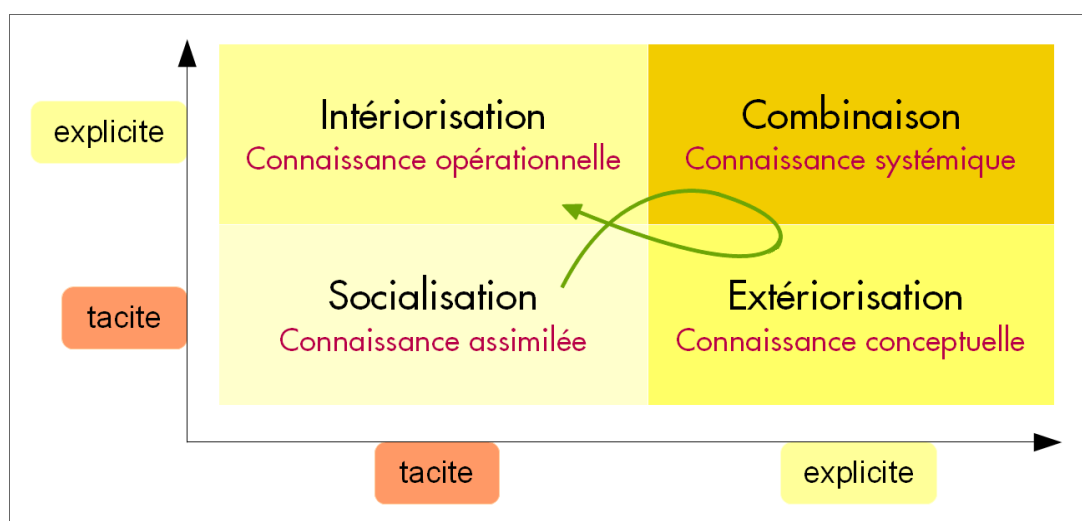 explicite
Intériorisation
Connaissance opérationnelle
Combinaison
Connaissance systémique
tacite
Socialisation
Connaissance assimilée
Extériorisation
Connaissance conceptuelle
tacite
explicite